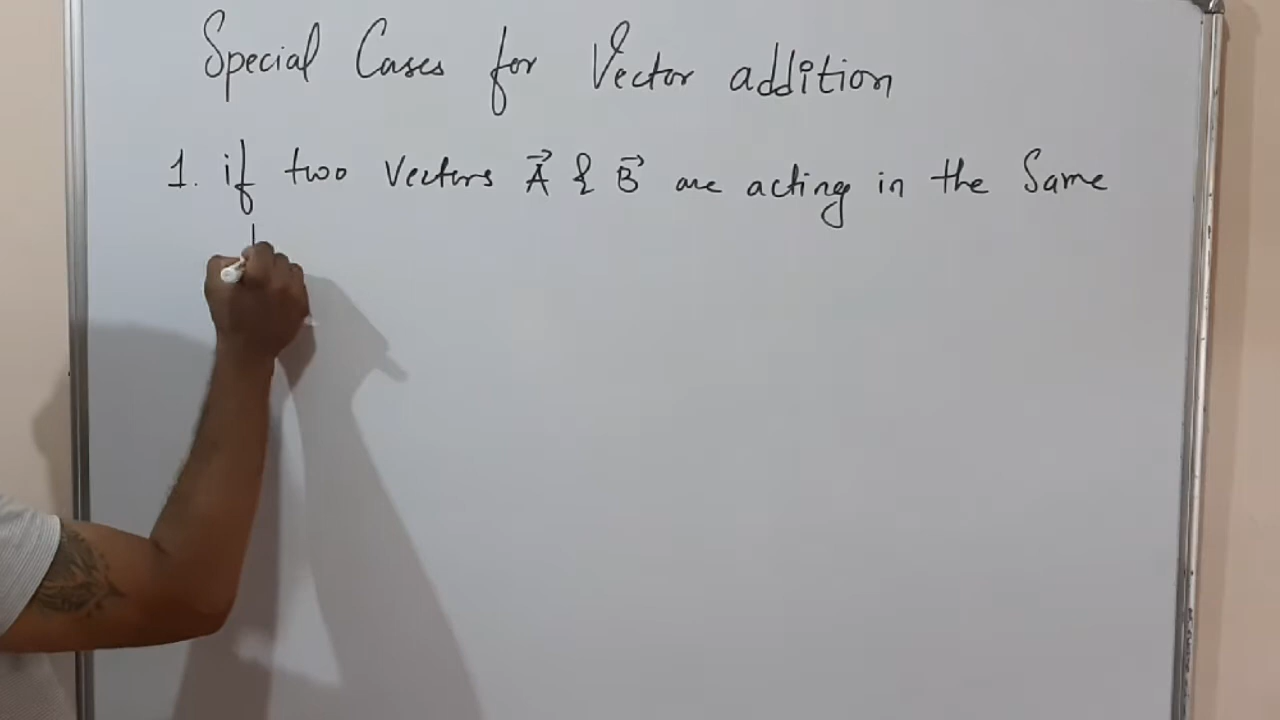 Special Cases for Vector addition
1. if two Vectors A⃗ & B⃗ are acting in the Same